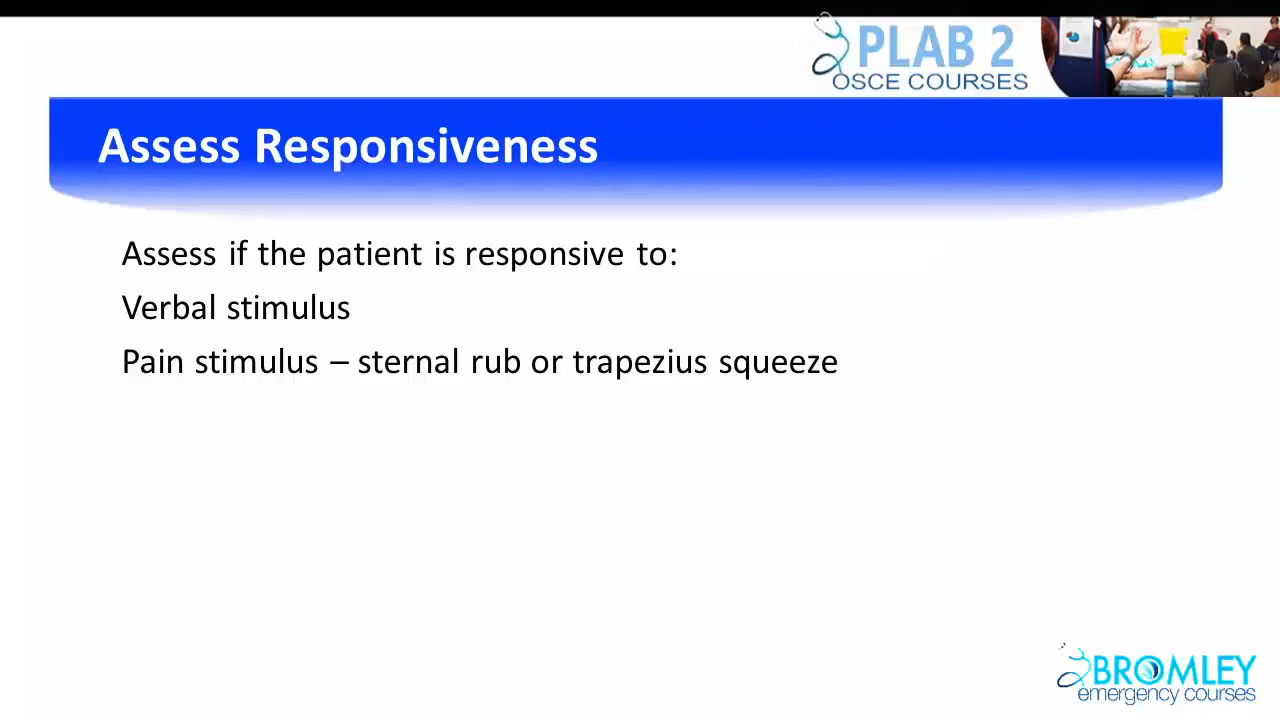 PLAB 2
OSCE COURSES
Assess Responsiveness
Assess if the patient is responsive to:
Verbal stimulus
Pain stimulus – sternal rub or trapezius squeeze
BROMLEY
emergency courses